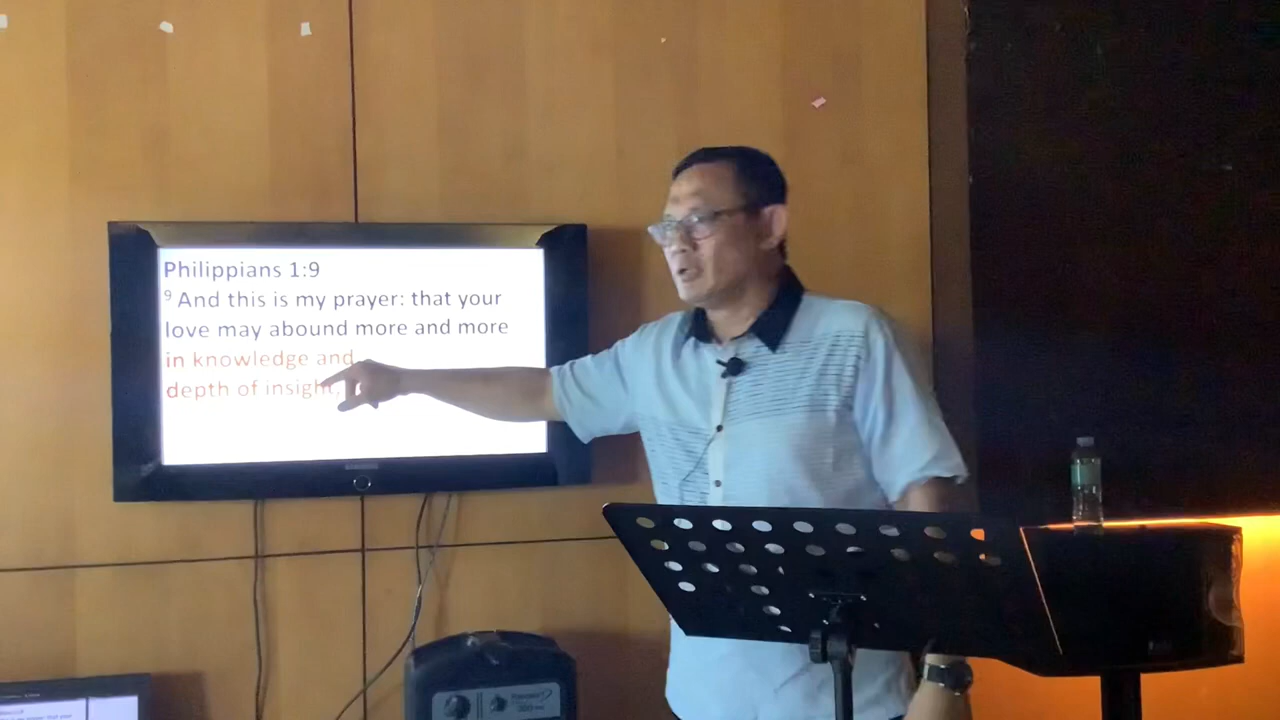 Philippians 1:9
9 And this is my prayer: that your
love may abound more and more
in knowledge and
depth of insight,